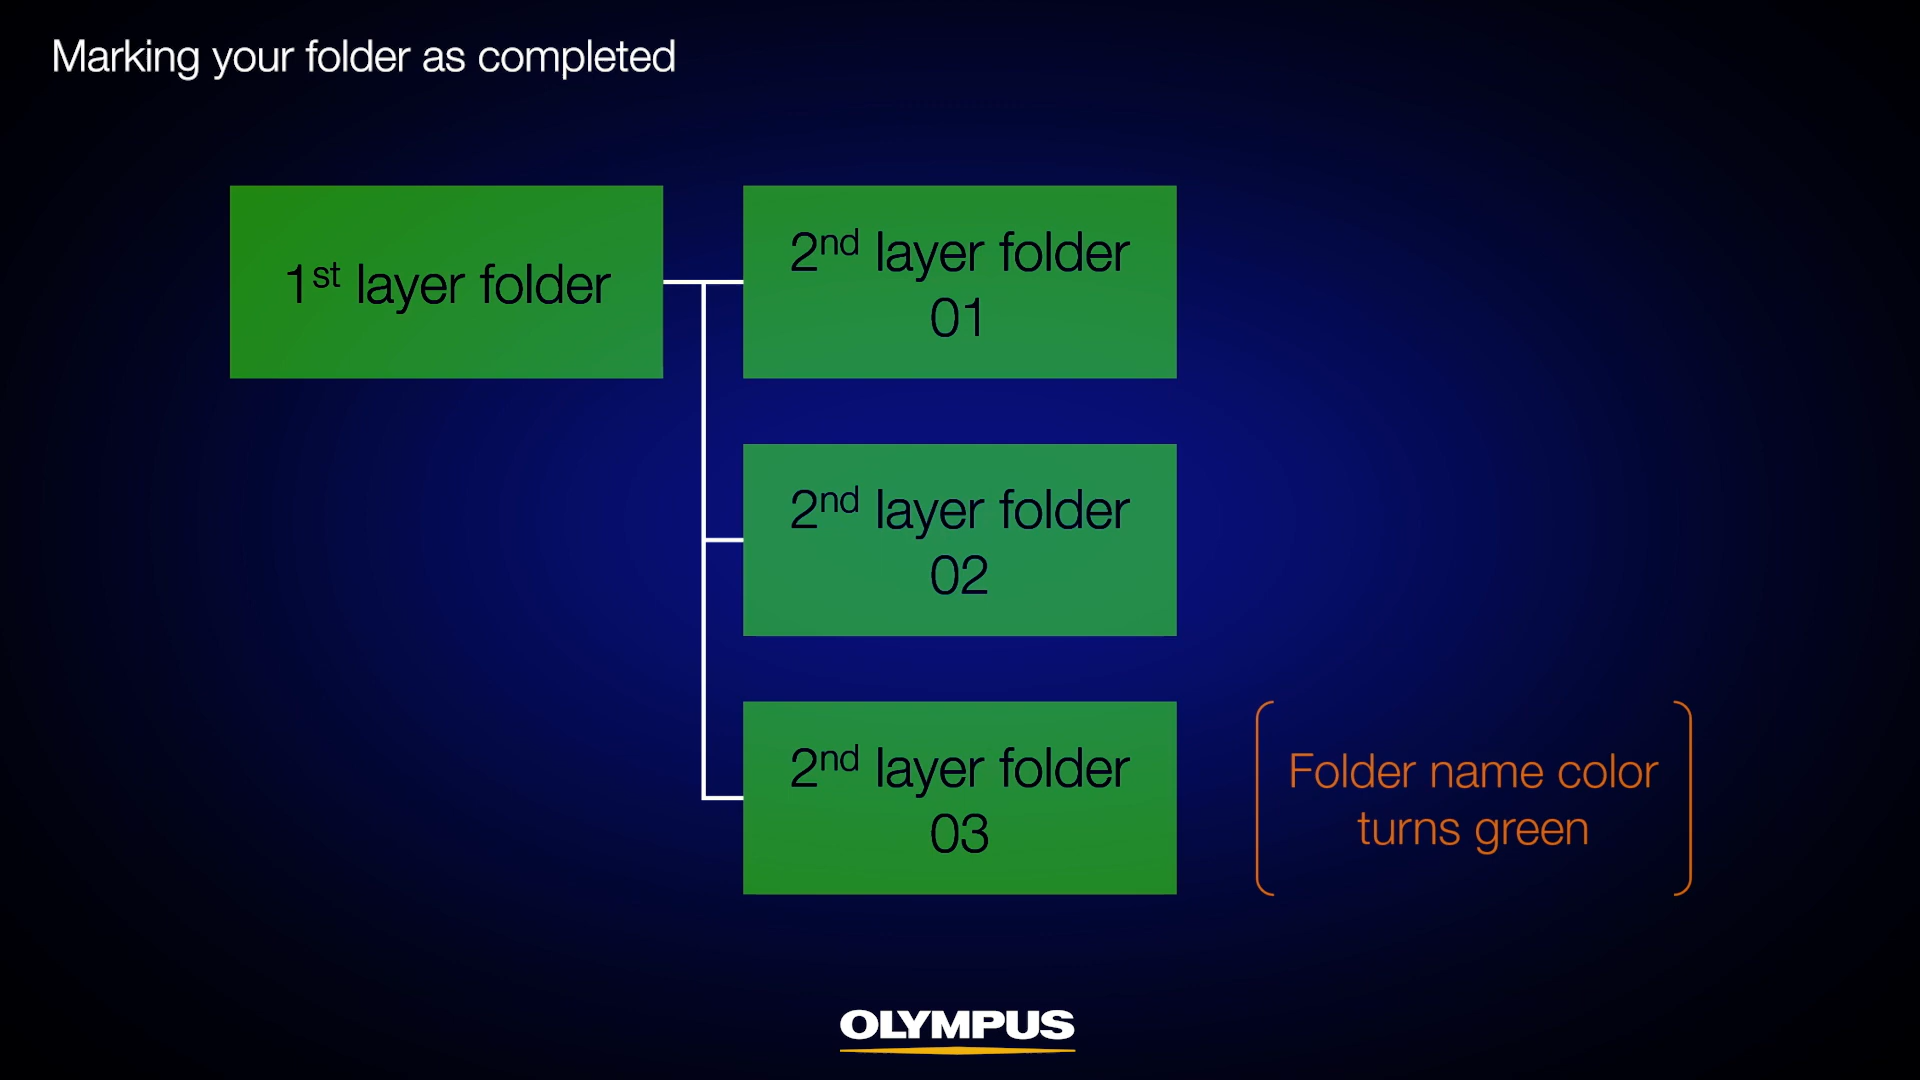 Marking your folder as completed
1st layer folder
2nd layer folder
01
2nd layer folder
02
2nd layer folder
03
Folder name color
turns green
OLYMPUS